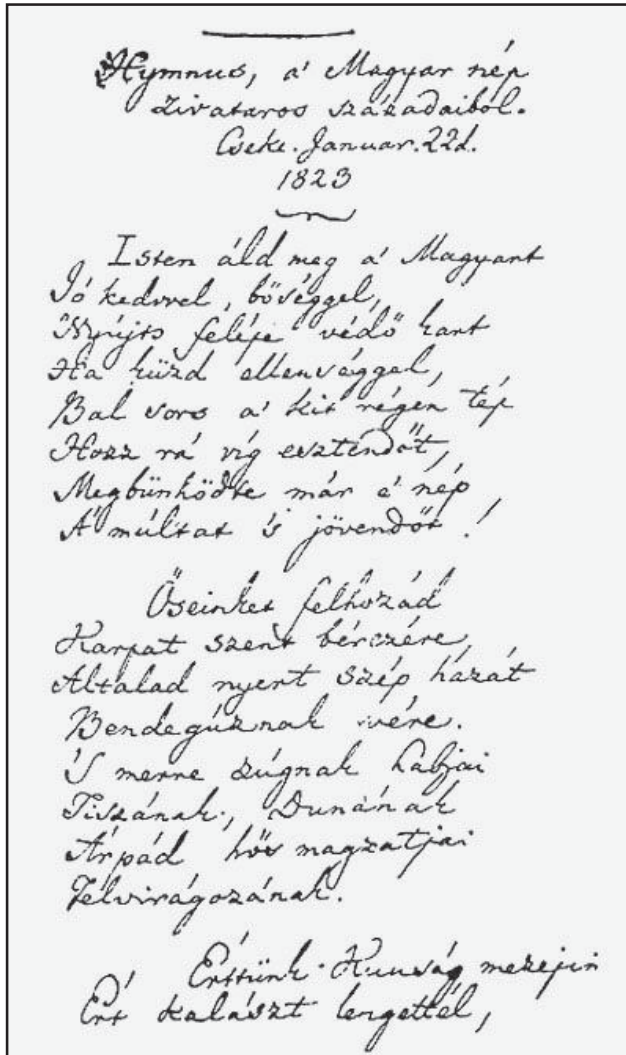 Hymnus, a' Magyar nép
zivataros századaiból.
Cseke. Januar. 22d.
1823
Isten áld meg a' Magyart
Jó kedvvel, bőséggel,
Nyújts feléje védő kart
Ha küzd ellenséggel,
Bal sors a' kit régen tép
Hozz rá víg esztendőt,
Megbünhödte már e' nép
A' múltat 's jövendőt!
Őseinket felhozád
Karpat szent bérczére,
Általad nyert szép hazát
Bendegúznak vére.
'S merre zúgnak habjai
Tiszának, Dunának
Árpád hős magzatjai
Felvirágozának.
Értünk Kunság mezejin
Ért kalászt lengettél,